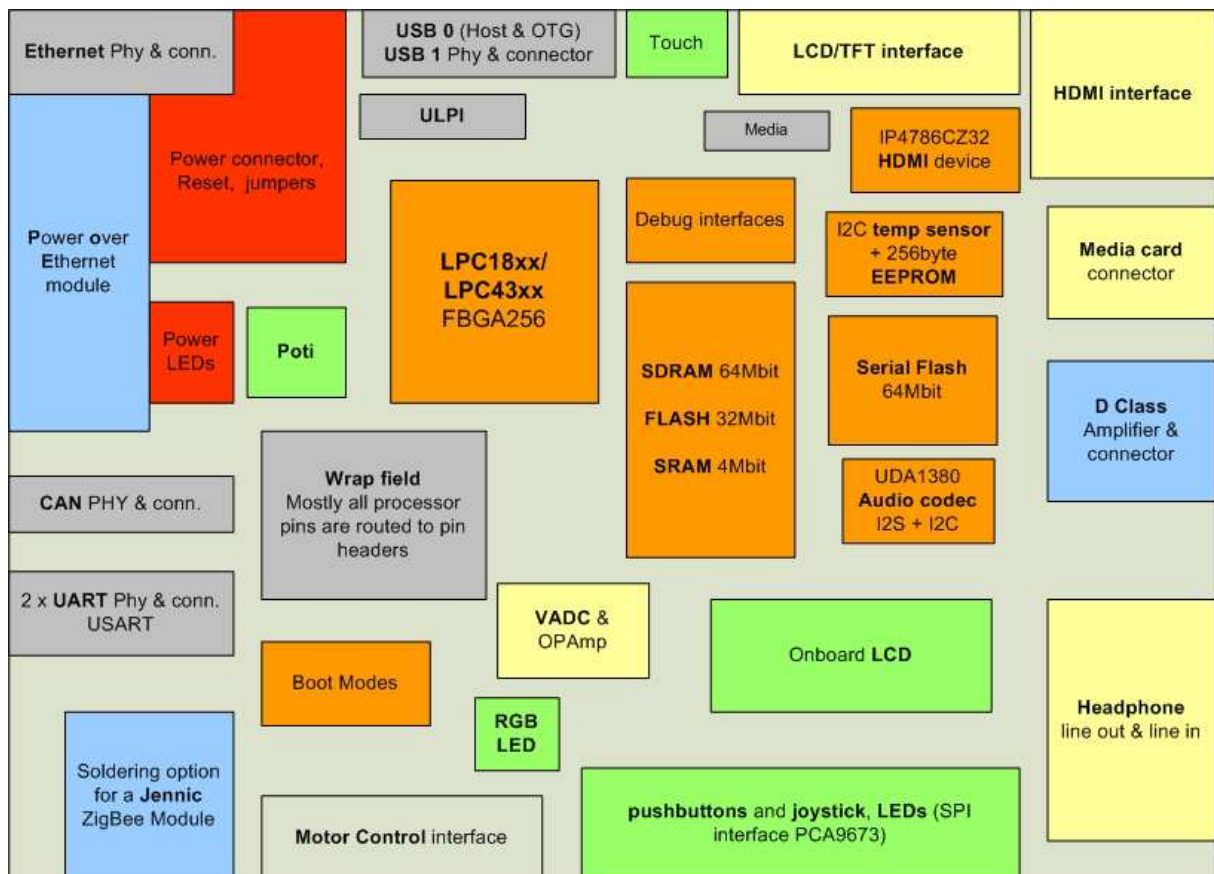 Ethernet Phy & conn.
USB 0 (Host & OTG)
USB 1 Phy & connector
Touch
LCD/TFT interface
HDMI interface
ULPI
Media
IP4786CZ32
HDMI device
Power connector,
Reset, jumpers
Power over
Ethernet
module
LPC18xx/
LPC43xx
FBGA256
Debug interfaces
I2C temp sensor
+ 256byte
EEPROM
Media card
connector
Power
LEDs
Poti
SDRAM 64Mbit
FLASH 32Mbit
SRAM 4Mbit
Serial Flash
64Mbit
D Class
Amplifier &
connector
CAN PHY & conn.
Wrap field
Mostly all processor
pins are routed to pin
headers
UDA1380
Audio codec
I2S + I2C
2 x UART Phy & conn.
USART
VADC &
OPAmp
Onboard LCD
Boot Modes
RGB
LED
Headphone
line out & line in
Soldering option
for a Jennic
ZigBee Module
Motor Control interface
pushbuttons and joystick, LEDs (SPI
interface PCA9673)